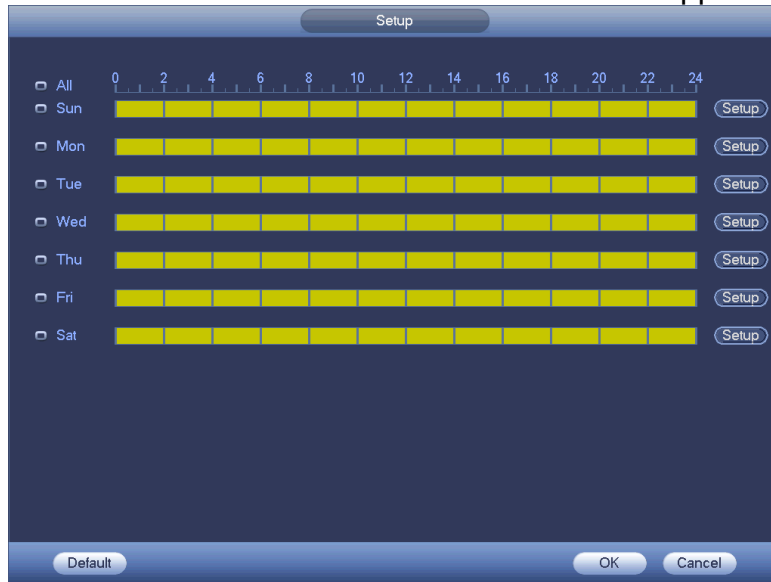 Setup
All 0 2 4 6 8 10 12 14 16 18 20 22 24
Sun Setup
Mon Setup
Tue Setup
Wed Setup
Thu Setup
Fri Setup
Sat Setup
Default OK Cancel